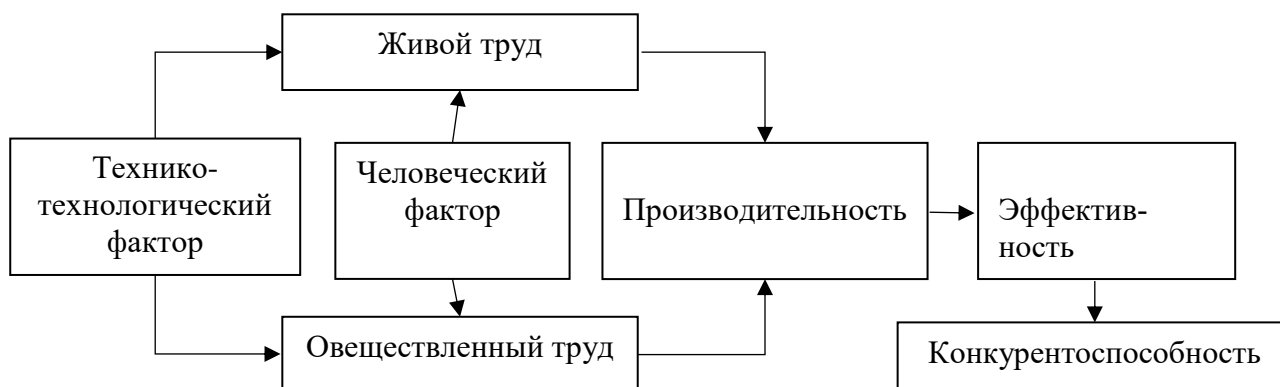 Живой труд
Технико-
технологический
фактор
Человеческий
фактор
Производительность
Эффектив-
ность
Овеществленный труд
Конкурентоспособность